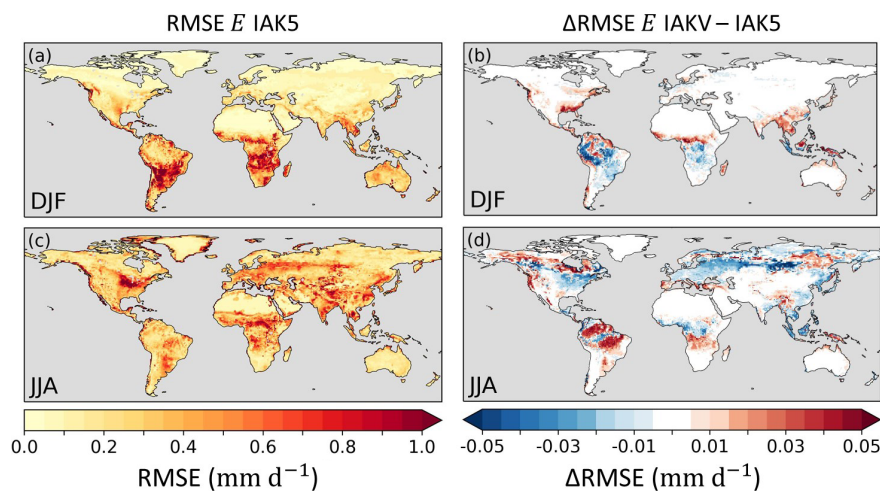 RMSE E IAK5
ΔRMSE E IAKV – IAK5
(a)
DJF
(b)
DJF
(c)
JJA
(d)
JJA
0.0 0.2 0.4 0.6 0.8 1.0
RMSE (mm d⁻¹)
-0.05 -0.03 -0.01 0.01 0.03 0.05
ΔRMSE (mm d⁻¹)